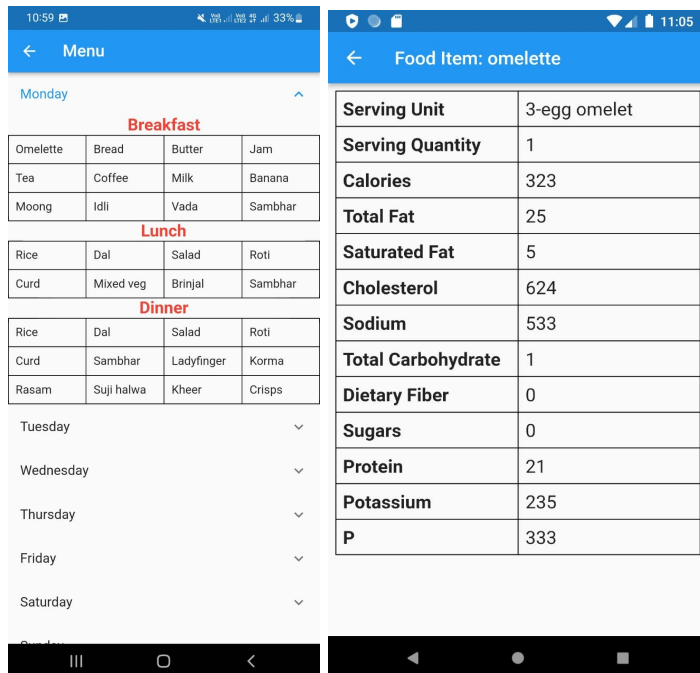 10:59 33%
Menu
Monday
Breakfast
Omelette Bread Butter Jam
Tea Coffee Milk Banana
Moong Idli Vada Sambhar
Lunch
Rice Dal Salad Roti
Curd Mixed veg Brinjal Sambhar
Dinner
Rice Dal Salad Roti
Curd Sambhar Ladyfinger Korma
Rasam Suji halwa Kheer Crisps
Tuesday
Wednesday
Thursday
Friday
Saturday
11:05
Food Item: omelette
Serving Unit 3-egg omelet
Serving Quantity 1
Calories 323
Total Fat 25
Saturated Fat 5
Cholesterol 624
Sodium 533
Total Carbohydrate 1
Dietary Fiber 0
Sugars 0
Protein 21
Potassium 235
P 333